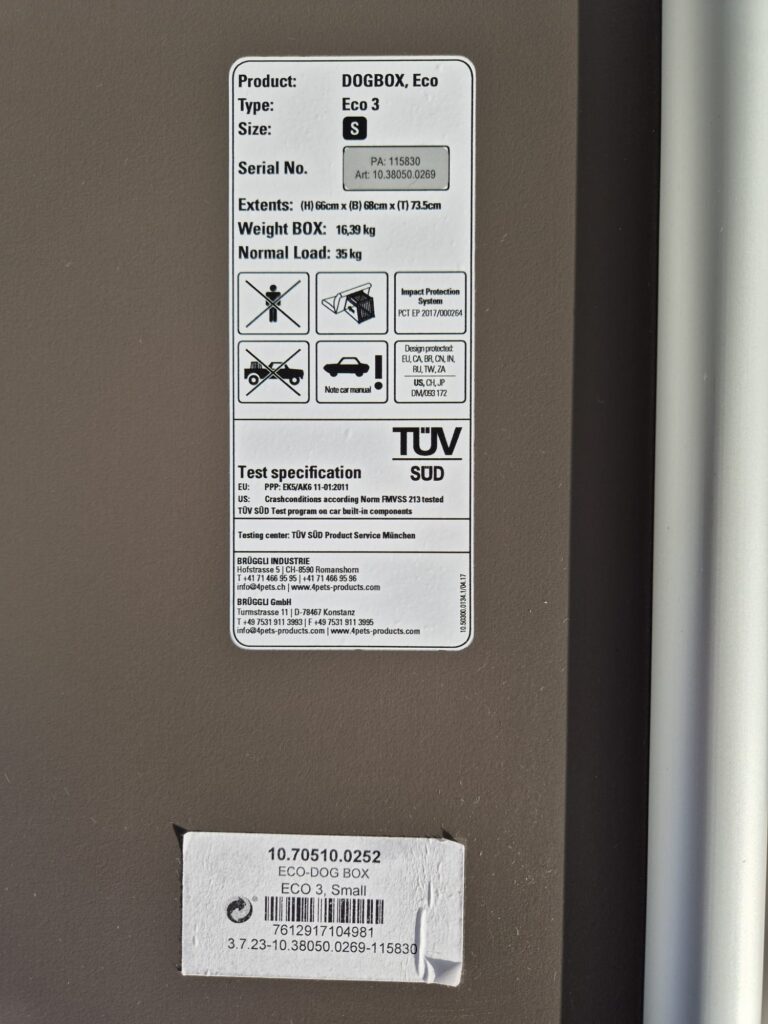 Product: DOGBOX, Eco
Type: Eco 3
Size: S
Serial No. PA: 115830
Art: 10.38050.0269
Extents: (H) 66cm x (B) 68cm x (T) 73.5cm
Weight BOX: 16,39 kg
Normal Load: 35 kg
Impact Protection
System
PCT EP 2017/000264
Note car manual
Design protected:
EU, CA, BR, CN, IN,
RU, TW, ZA
US, CH, JP
DM/093 172
TÜV
SÜD
Test specification
EU: PPP: EK5/AK6 11-01:2011
US: Crashconditions according Norm FMVSS 213 tested
TÜV SÜD Test program on car built-in components
Testing center: TÜV SÜD Product Service München
BRÜGGLI INDUSTRIE
Hofstrasse 5 | CH-8590 Romanshorn
T +41 71 466 95 95 | +41 71 466 95 96
info@4pets.ch | www.4pets-products.com
BRÜGGLI GmbH
Turmstrasse 11 | D-78467 Konstanz
T +49 7531 911 3993 | F +49 7531 911 3995
info@4pets-products.com | www.4pets-products.com
10.50300.0134.1/04.17
10.70510.0252
ECO-DOG BOX
ECO 3, Small
7612917104981
3.7.23-10.38050.0269-115830